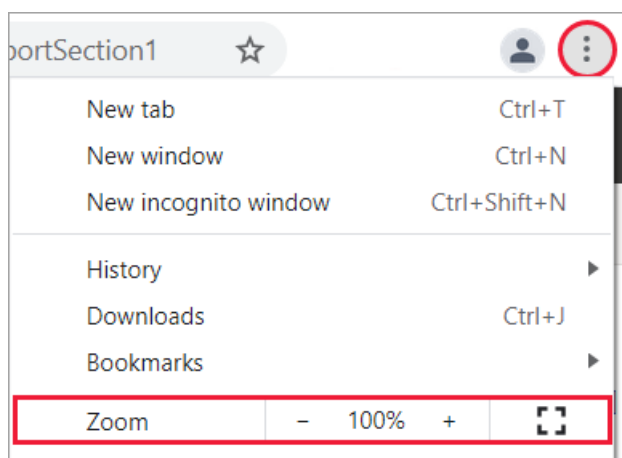 portSection1
New tab Ctrl+T
New window Ctrl+N
New incognito window Ctrl+Shift+N
History
Downloads Ctrl+J
Bookmarks
Zoom - 100% +